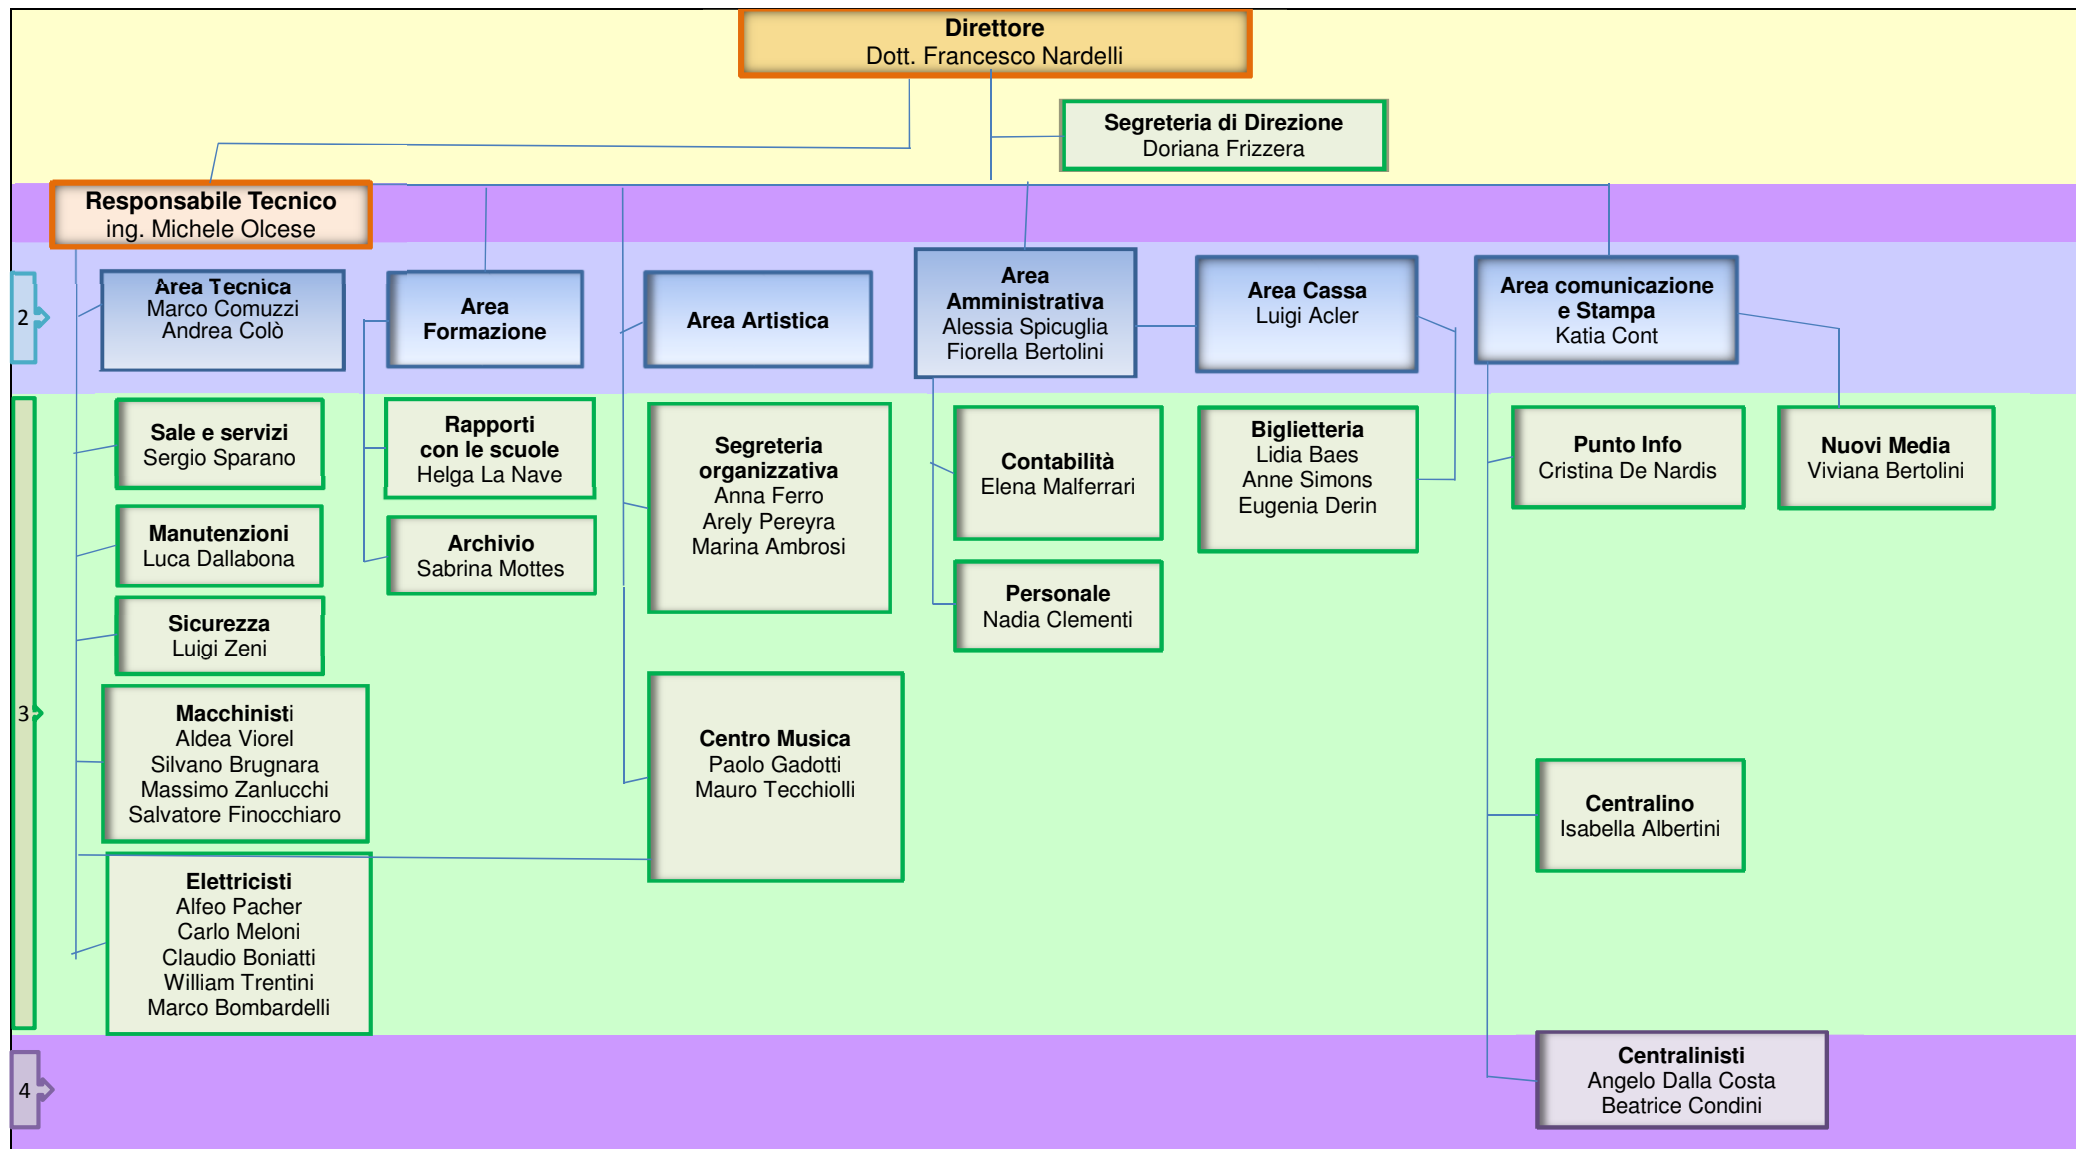 Direttore
Dott. Francesco Nardelli
Segreteria di Direzione
Doriana Frizzera
Responsabile Tecnico
ing. Michele Olcese
2
Area Tecnica
Marco Comuzzi
Andrea Colò
Area
Formazione
Area Artistica
Area
Amministrativa
Alessia Spicuglia
Fiorella Bertolini
Area Cassa
Luigi Acler
Area comunicazione
e Stampa
Katia Cont
3
Sale e servizi
Sergio Sparano
Manutenzioni
Luca Dallabona
Sicurezza
Luigi Zeni
Macchinisti
Aldea Viorel
Silvano Brugnara
Massimo Zanlucchi
Salvatore Finocchiaro
Elettricisti
Alfeo Pacher
Carlo Meloni
Claudio Boniatti
William Trentini
Marco Bombardelli
Rapporti
con le scuole
Helga La Nave
Archivio
Sabrina Mottes
Segreteria
organizzativa
Anna Ferro
Arely Pereyra
Marina Ambrosi
Centro Musica
Paolo Gadotti
Mauro Tecchiolli
Contabilità
Elena Malferrari
Personale
Nadia Clementi
Biglietteria
Lidia Baes
Anne Simons
Eugenia Derin
Punto Info
Cristina De Nardis
Nuovi Media
Viviana Bertolini
Centralino
Isabella Albertini
4
Centralinisti
Angelo Dalla Costa
Beatrice Condini